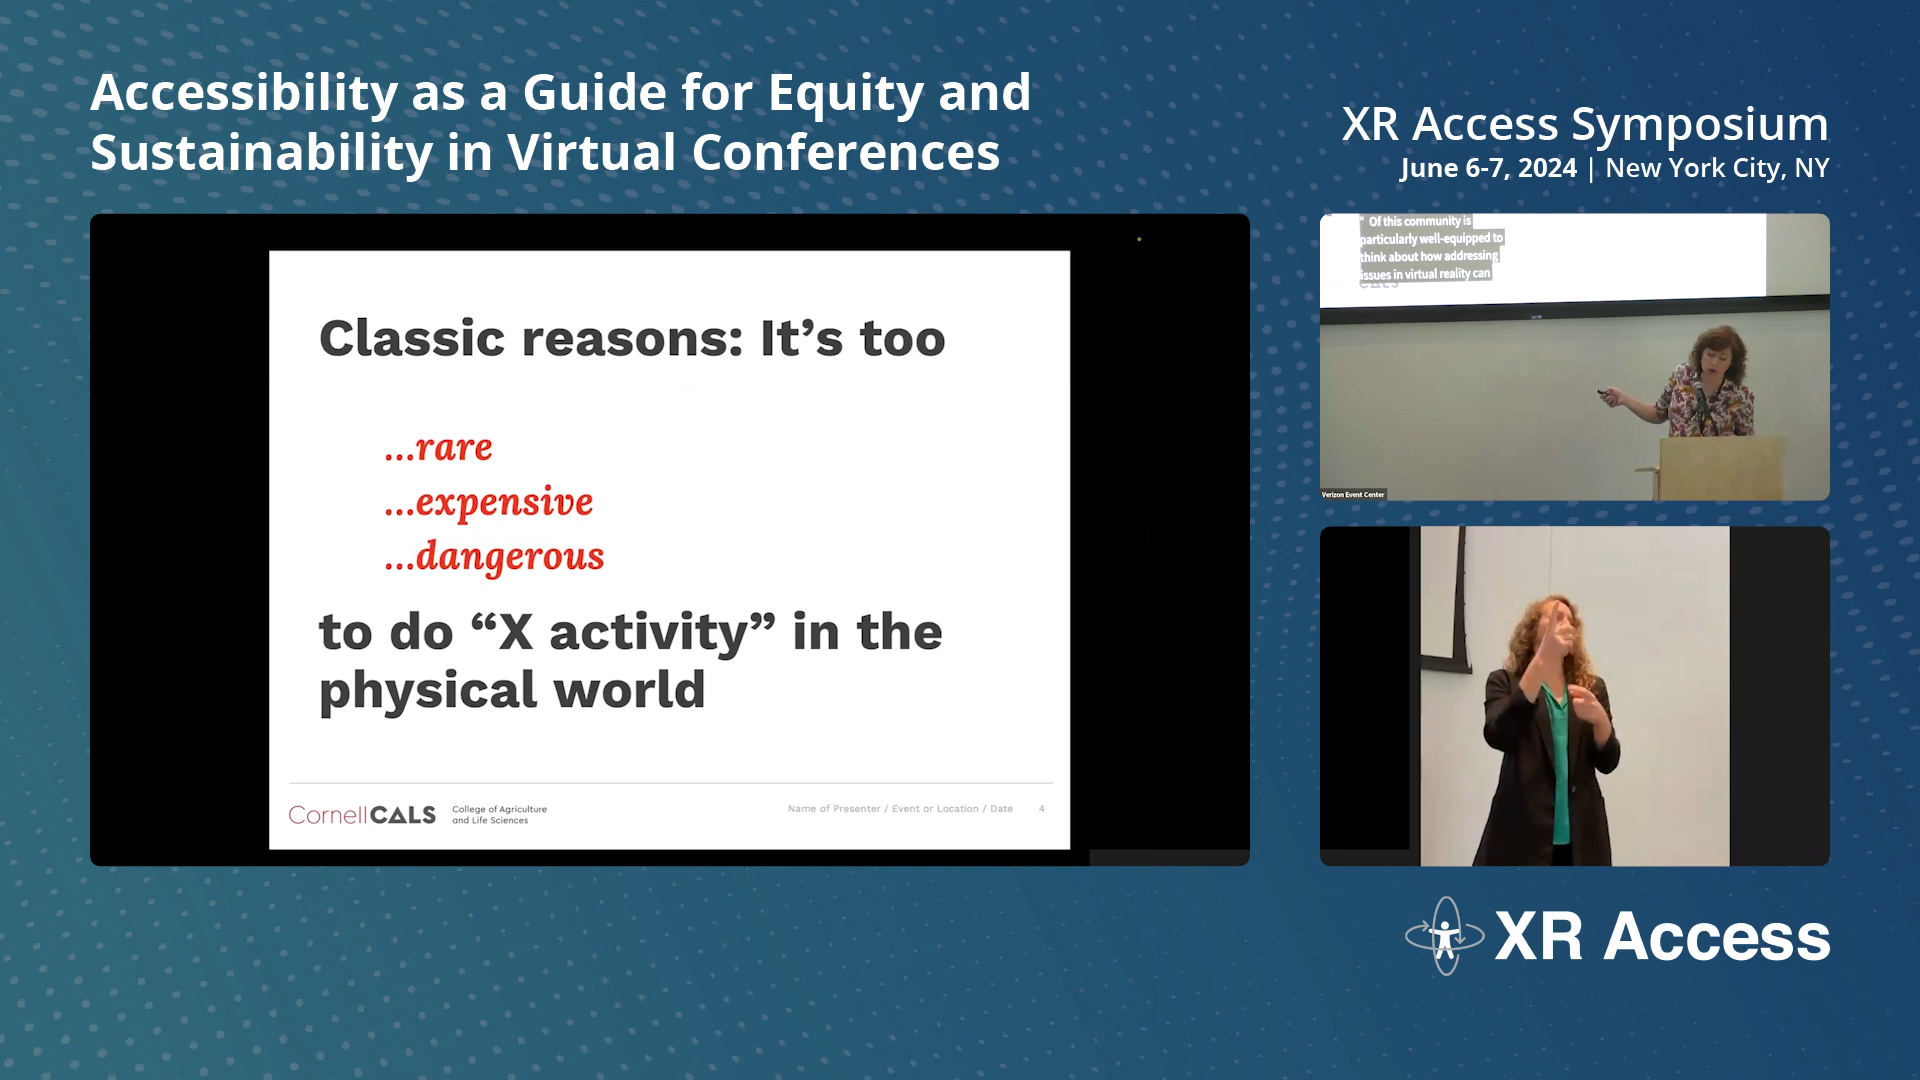 Accessibility as a Guide for Equity and
Sustainability in Virtual Conferences
XR Access Symposium
June 6-7, 2024 | New York City, NY
Classic reasons: It’s too
...rare
...expensive
...dangerous
to do “X activity” in the
physical world
CornellCALS
College of Agriculture
and Life Sciences
Name of Presenter / Event or Location / Date 4
" Of this community is
particularly well-equipped to
think about how addressing
issues in virtual reality can
Verizon Event Center
XR Access